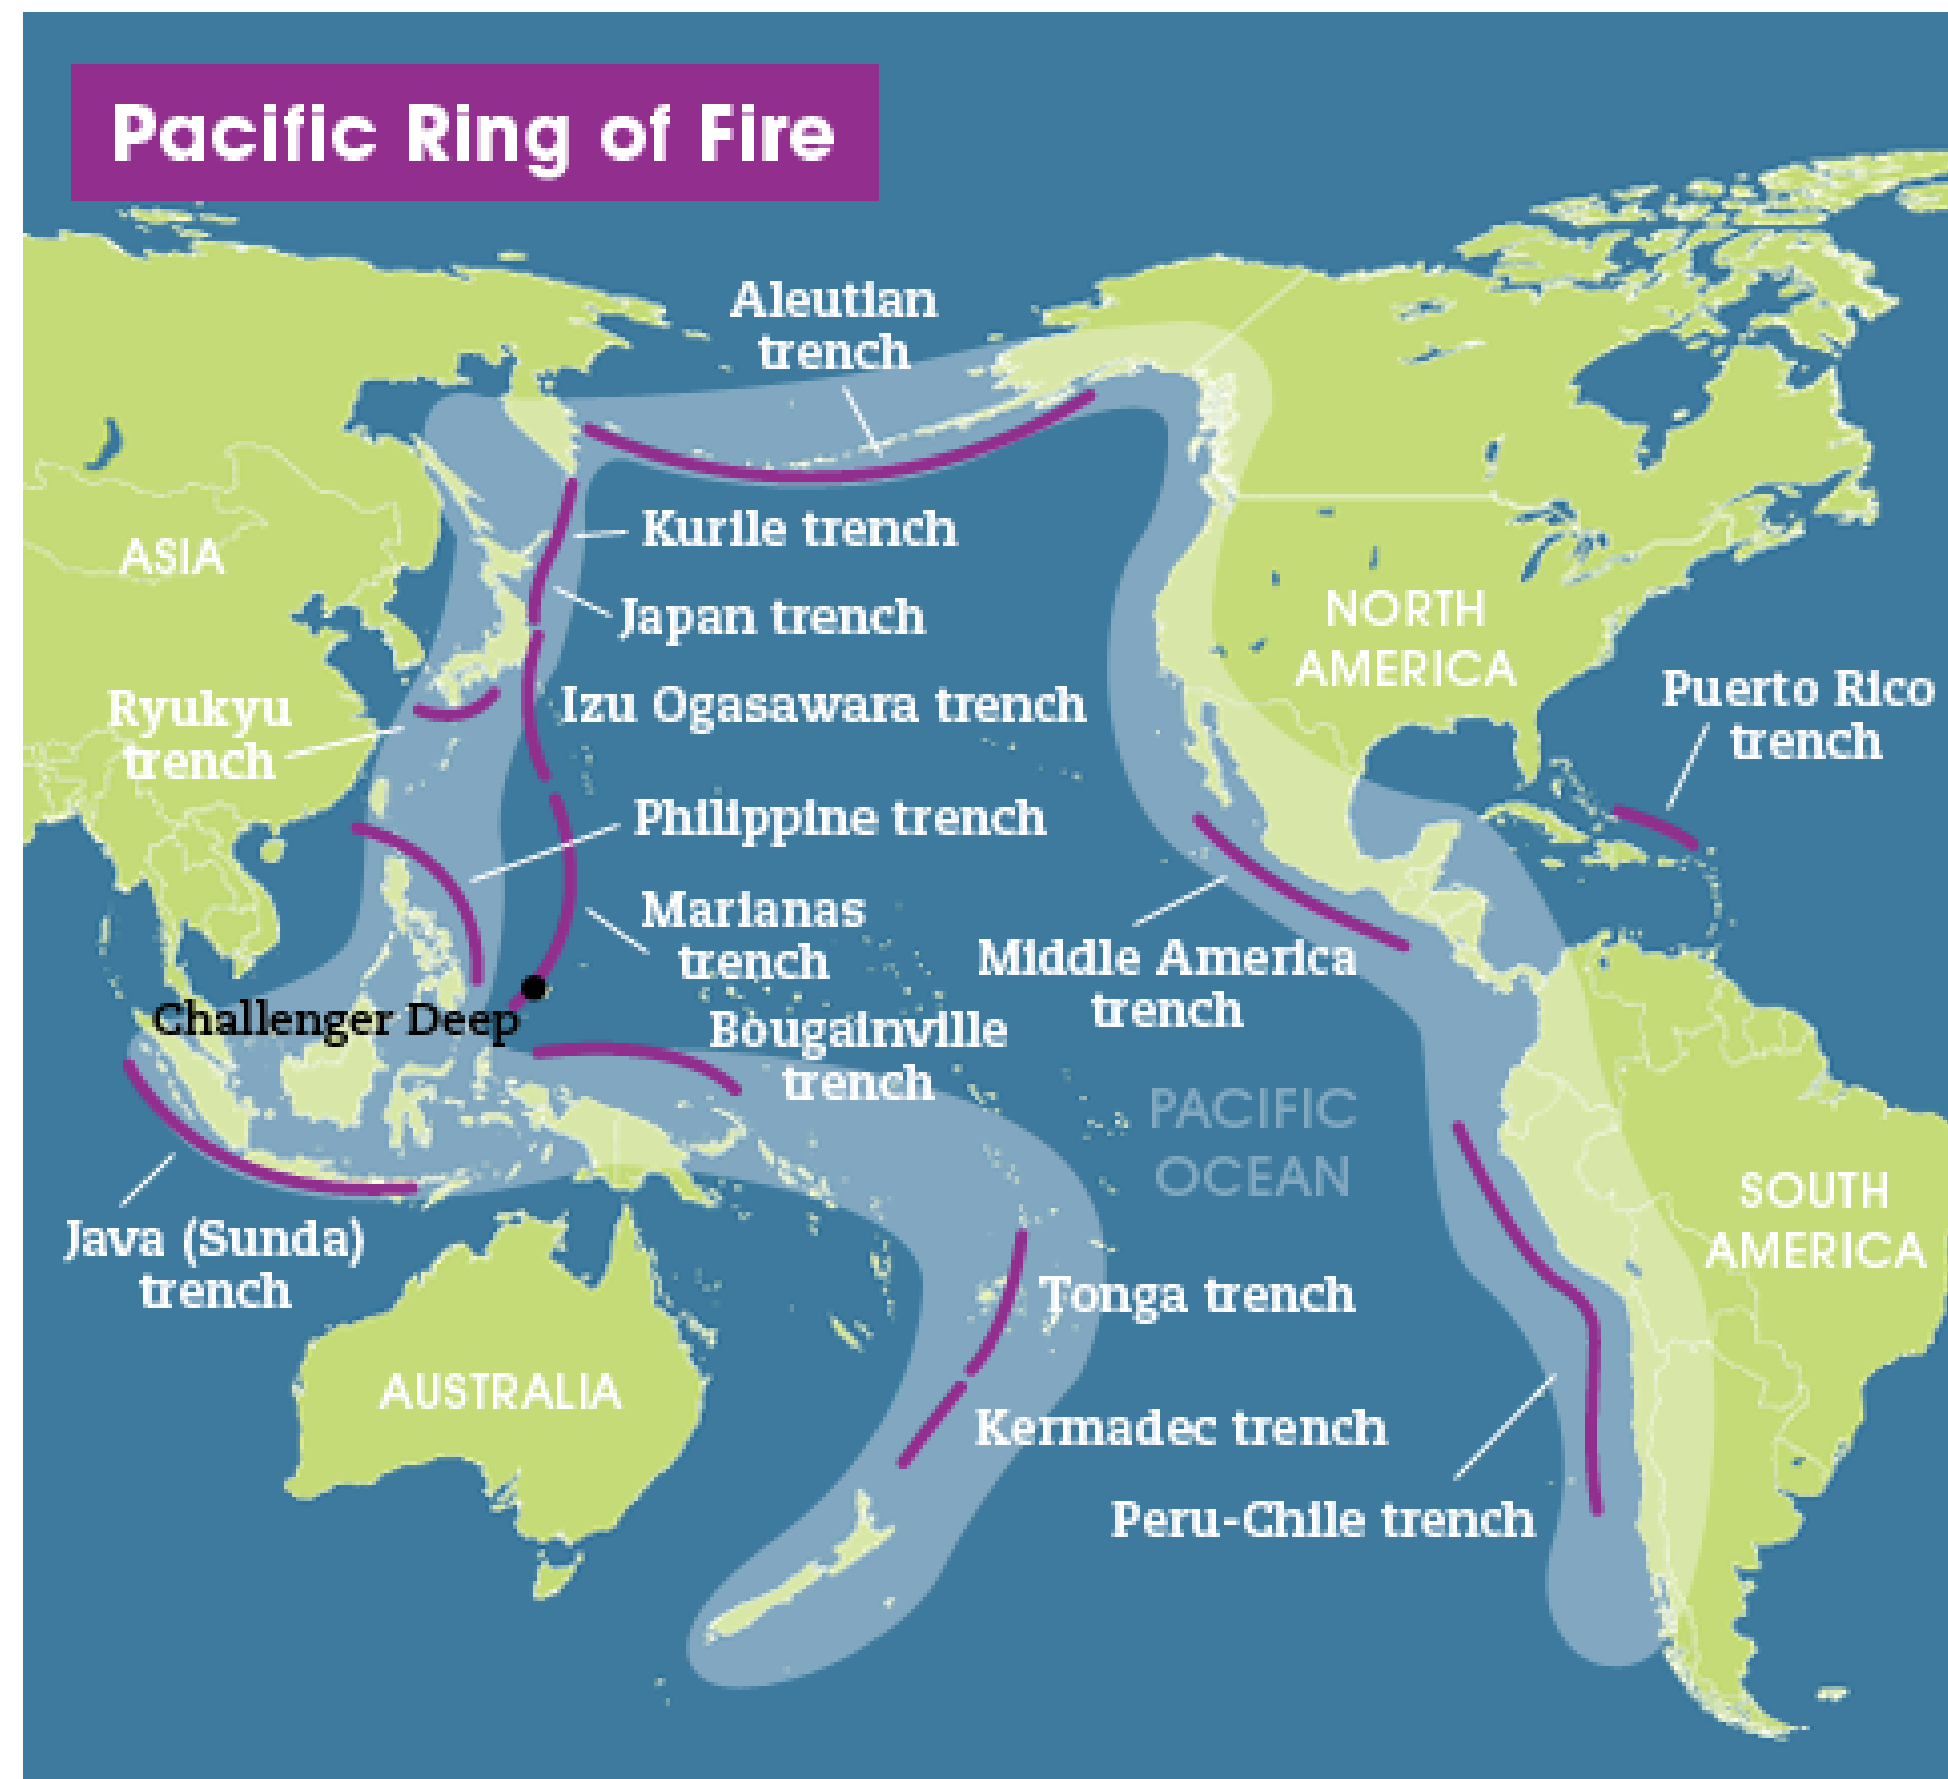 Pacific Ring of Fire
Aleutian
trench
Kurile trench
ASIA
Japan trench
NORTH
AMERICA
Puerto Rico
trench
Ryukyu
trench
Izu Ogasawara trench
Philippine trench
Marianas
trench
Middle America
trench
Challenger Deep
Bougainville
trench
PACIFIC
OCEAN
SOUTH
AMERICA
Java (Sunda)
trench
Tonga trench
AUSTRALIA
Kermadec trench
Peru-Chile trench